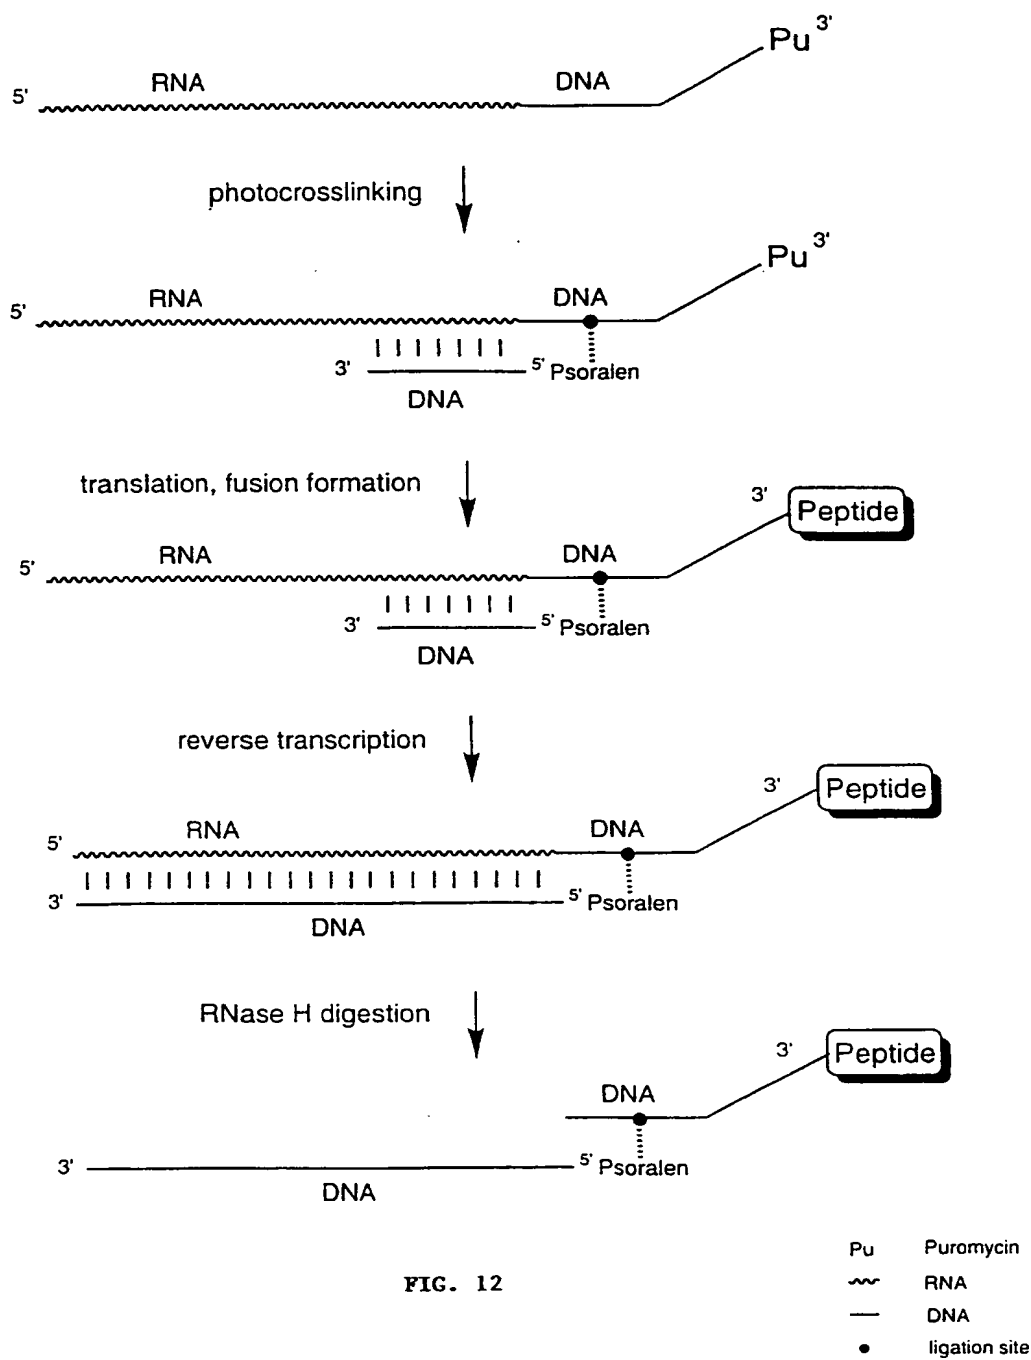 Pu 3'
RNA DNA
5'
photocrosslinking
Pu 3'
RNA DNA
5'
3' 5' Psoralen
DNA
translation, fusion formation
3' Peptide
RNA DNA
5'
3' 5' Psoralen
DNA
reverse transcription
3' Peptide
RNA DNA
5'
3' 5' Psoralen
DNA
RNase H digestion
3' Peptide
DNA
3' 5' Psoralen
DNA
Pu Puromycin
RNA
DNA
ligation site
FIG. 12